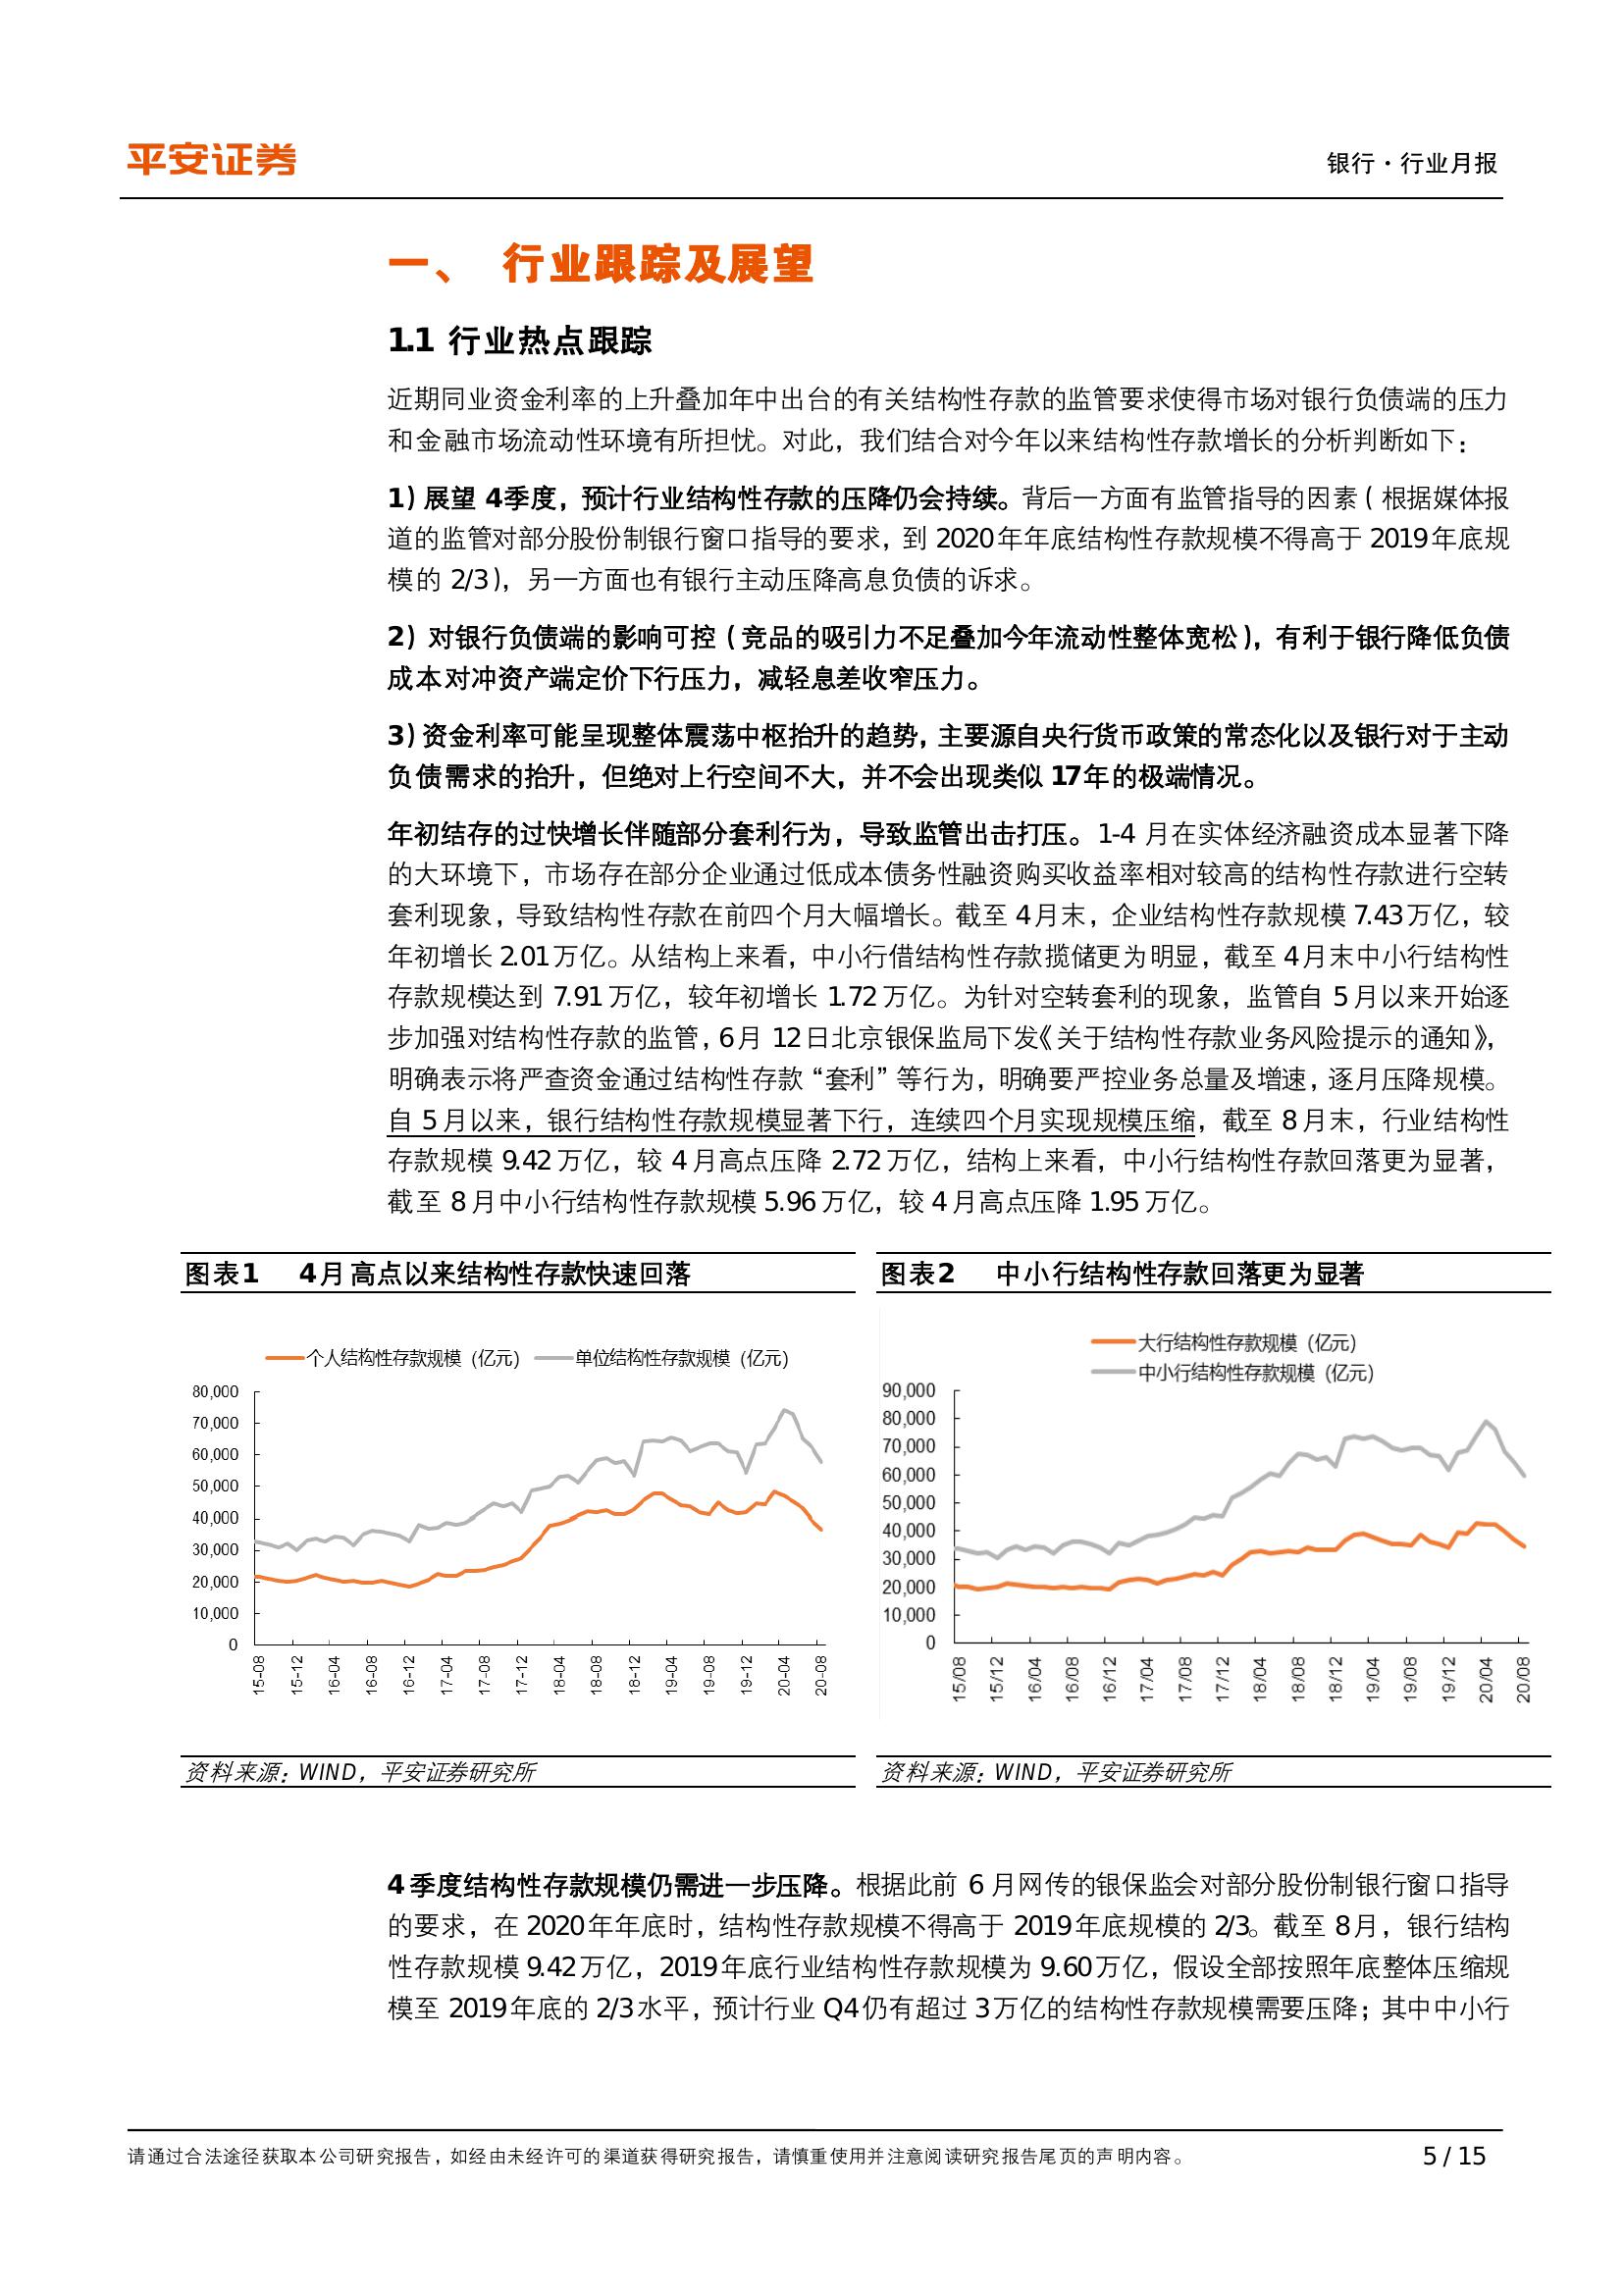 平安证券
银行·行业月报
一、 行业跟踪及展望
1.1 行业热点跟踪
近期同业资金利率的上升叠加年中出台的有关结构性存款的监管要求使得市场对银行负债端的压力
和金融市场流动性环境有所担忧。对此，我们结合对今年以来结构性存款增长的分析判断如下：
1）展望 4季度，预计行业结构性存款的压降仍会持续。背后一方面有监管指导的因素（根据媒体报
道的监管对部分股份制银行窗口指导的要求，到 2020年年底结构性存款规模不得高于 2019年底规
模的 2/3），另一方面也有银行主动压降高息负债的诉求。
2）对银行负债端的影响可控（竞品的吸引力不足叠加今年流动性整体宽松），有利于银行降低负债
成本对冲资产端定价下行压力，减轻息差收窄压力。
3）资金利率可能呈现整体震荡中枢抬升的趋势，主要源自央行货币政策的常态化以及银行对于主动
负债需求的抬升，但绝对上行空间不大，并不会出现类似 17年的极端情况。
年初结存的过快增长伴随部分套利行为，导致监管出击打压。1-4 月在实体经济融资成本显著下降
的大环境下，市场存在部分企业通过低成本债务性融资购买收益率相对较高的结构性存款进行空转
套利现象，导致结构性存款在前四个月大幅增长。截至 4月末，企业结构性存款规模 7.43万亿，较
年初增长 2.01万亿。从结构上来看，中小行借结构性存款揽储更为明显，截至 4月末中小行结构性
存款规模达到 7.91 万亿，较年初增长 1.72 万亿。为针对空转套利的现象，监管自 5月以来开始逐
步加强对结构性存款的监管，6月 12日北京银保监局下发《关于结构性存款业务风险提示的通知》，
明确表示将严查资金通过结构性存款“套利”等行为，明确要严控业务总量及增速，逐月压降规模。
自 5月以来，银行结构性存款规模显著下行，连续四个月实现规模压缩，截至 8月末，行业结构性
存款规模 9.42 万亿，较 4月高点压降 2.72 万亿，结构上来看，中小行结构性存款回落更为显著，
截至 8月中小行结构性存款规模 5.96万亿，较 4月高点压降 1.95 万亿。
图表1 4月高点以来结构性存款快速回落
个人结构性存款规模（亿元） 单位结构性存款规模（亿元）
80,000
70,000
60,000
50,000
40,000
30,000
20,000
10,000
0
15-08 15-12 16-04 16-08 16-12 17-04 17-08 17-12 18-04 18-08 18-12 19-04 19-08 19-12 20-04 20-08
资料来源：WIND，平安证券研究所
图表2 中小行结构性存款回落更为显著
大行结构性存款规模（亿元）
中小行结构性存款规模（亿元）
90,000
80,000
70,000
60,000
50,000
40,000
30,000
20,000
10,000
0
15/08 15/12 16/04 16/08 16/12 17/04 17/08 17/12 18/04 18/08 18/12 19/04 19/08 19/12 20/04 20/08
资料来源：WIND，平安证券研究所
4季度结构性存款规模仍需进一步压降。根据此前 6 月网传的银保监会对部分股份制银行窗口指导
的要求，在 2020年年底时，结构性存款规模不得高于 2019年底规模的 2/3。截至 8月，银行结构
性存款规模 9.42万亿，2019年底行业结构性存款规模为 9.60万亿，假设全部按照年底整体压缩规
模至 2019年底的 2/3水平，预计行业 Q4仍有超过 3万亿的结构性存款规模需要压降；其中中小行
请通过合法途径获取本公司研究报告，如经由未经许可的渠道获得研究报告，请慎重使用并注意阅读研究报告尾页的声明内容。
5 / 15